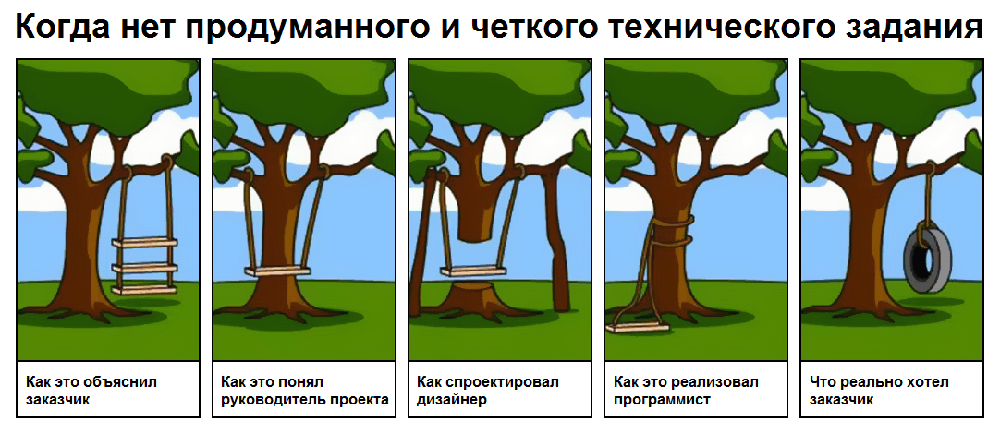 Когда нет продуманного и четкого технического задания
Как это объяснил
заказчик
Как это понял
руководитель проекта
Как спроектировал
дизайнер
Как это реализовал
программист
Что реально хотел
заказчик